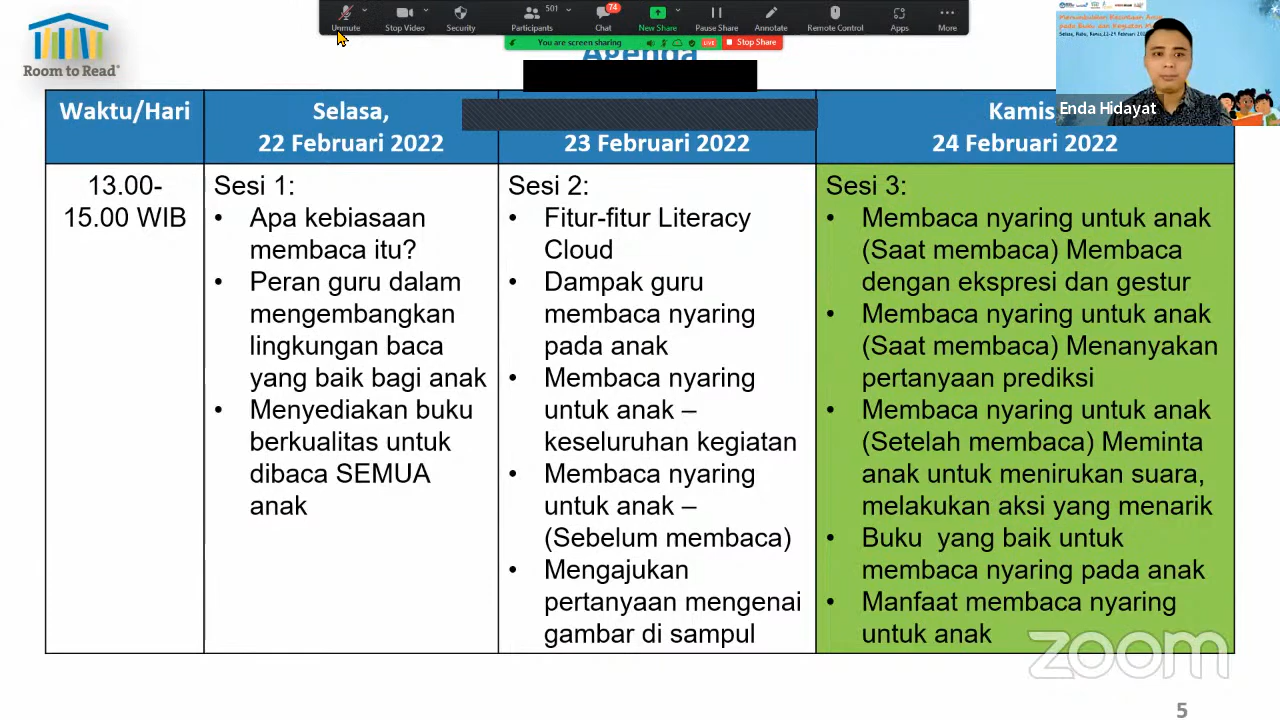 Unmute
Stop Video
Security
501
Participants
74
Chat
New Share
Pause Share
Annotate
Remote Control
Apps
More
You are screen sharing
LIVE
Stop Share
Room to Read
Agenda
Enda Hidayat
Waktu/Hari
Selasa,
22 Februari 2022
23 Februari 2022
Kamis
24 Februari 2022
13.00-
15.00 WIB
Sesi 1:
• Apa kebiasaan
membaca itu?
• Peran guru dalam
mengembangkan
lingkungan baca
yang baik bagi anak
• Menyediakan buku
berkualitas untuk
dibaca SEMUA
anak
Sesi 2:
• Fitur-fitur Literacy
Cloud
• Dampak guru
membaca nyaring
pada anak
• Membaca nyaring
untuk anak –
keseluruhan kegiatan
• Membaca nyaring
untuk anak –
(Sebelum membaca)
• Mengajukan
pertanyaan mengenai
gambar di sampul
Sesi 3:
• Membaca nyaring untuk anak
(Saat membaca) Membaca
dengan ekspresi dan gestur
• Membaca nyaring untuk anak
(Saat membaca) Menanyakan
pertanyaan prediksi
• Membaca nyaring untuk anak
(Setelah membaca) Meminta
anak untuk menirukan suara,
melakukan aksi yang menarik
• Buku yang baik untuk
membaca nyaring pada anak
• Manfaat membaca nyaring
untuk anak
zoom
5